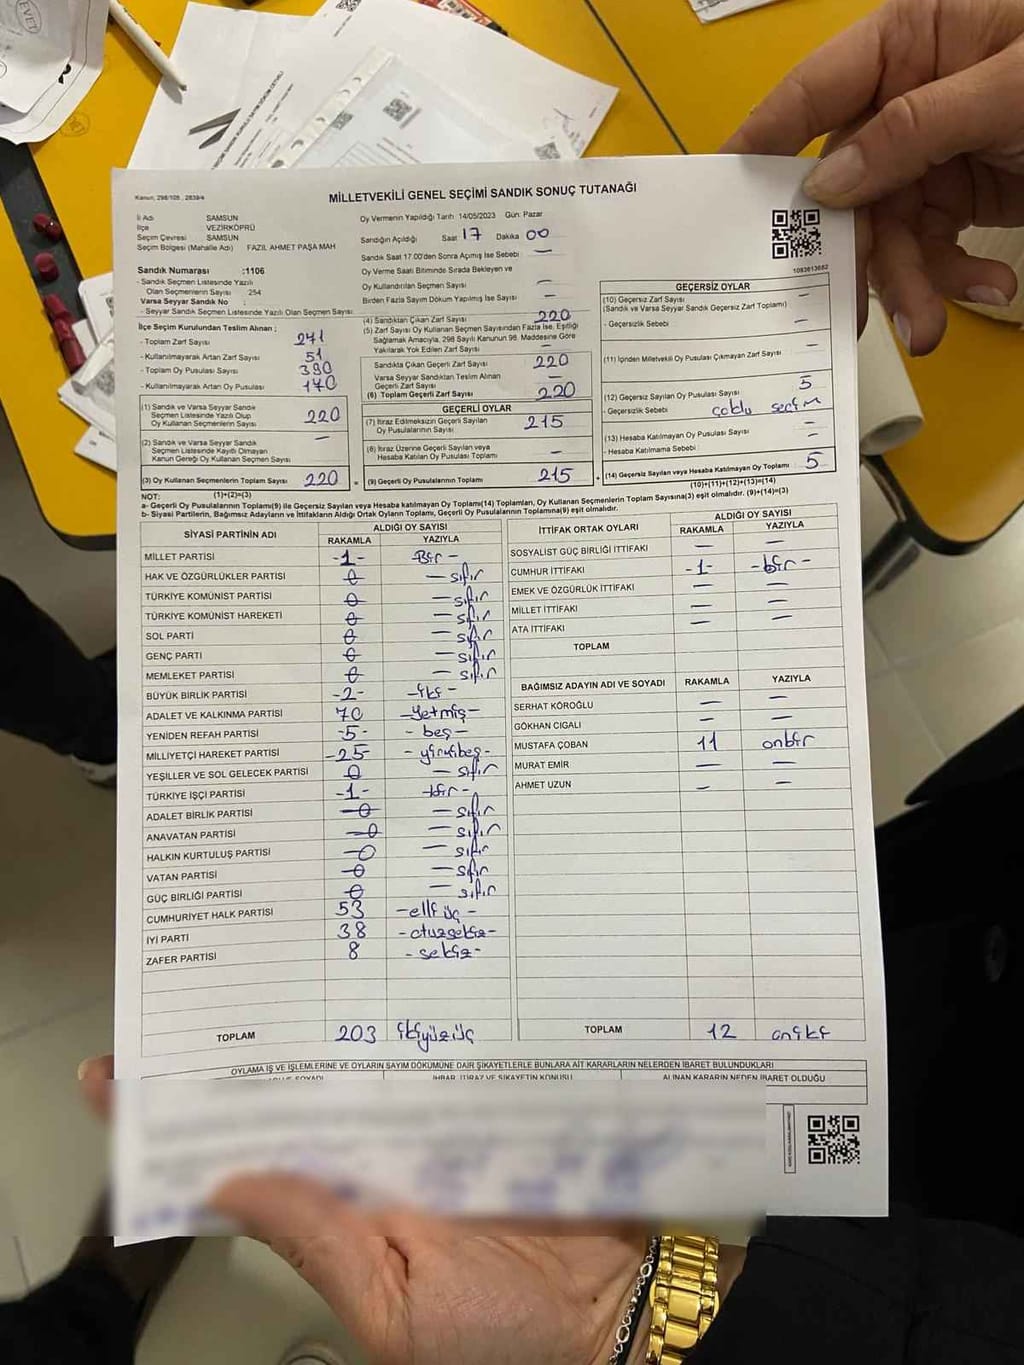 Kanun: 298/105 , 2839/4
MİLLETVEKİLİ GENEL SEÇİMİ SANDIK SONUÇ TUTANAĞI
İl Adı SAMSUN
İlçe VEZİRKÖPRÜ
Seçim Çevresi SAMSUN
Seçim Bölgesi (Mahalle Adı) FAZIL AHMET PAŞA MAH
Sandık Numarası :1106
- Sandık Seçmen Listesinde Yazılı
Olan Seçmenlerin Sayısı 254
Varsa Seyyar Sandık No :
- Seyyar Sandık Seçmen Listesinde Yazılı Olan Seçmen Sayısı
İlçe Seçim Kurulundan Teslim Alınan ;
- Toplam Zarf Sayısı 271
- Kullanılmayarak Artan Zarf Sayısı 51
- Toplam Oy Pusulası Sayısı 390
- Kullanılmayarak Artan Oy Pusulası 170
(1) Sandık ve Varsa Seyyar Sandık
Seçmen Listesinde Yazılı Olup
Oy Kullanan Seçmenlerin Sayısı 220
(2) Sandık ve Varsa Seyyar Sandık
Seçmen Listesinde Kayıtlı Olmayan
Kanun Gereği Oy Kullanan Seçmen Sayısı —
(3) Oy Kullanan Seçmenlerin Toplam Sayısı 220
(1)+(2)=(3)
Oy Vermenin Yapıldığı Tarih 14/05/2023 Gün: Pazar
Sandığın Açıldığı Saat 17 Dakika 00
Sandık Saat 17.00'den Sonra Açılmış İse Sebebi —
Oy Verme Saati Bitiminde Sırada Bekleyen ve
Oy Kullandırılan Seçmen Sayısı —
Birden Fazla Sayım Döküm Yapılmış İse Sayısı —
(4) Sandıktan Çıkan Zarf Sayısı 220
(5) Zarf Sayısı Oy Kullanan Seçmen Sayısından Fazla İse, Eşitliği
Sağlamak Amacıyla, 298 Sayılı Kanunun 98. Maddesine Göre
Yakılarak Yok Edilen Zarf Sayısı —
Sandıkta Çıkan Geçerli Zarf Sayısı 220
Varsa Seyyar Sandıktan Teslim Alınan
Geçerli Zarf Sayısı —
(6) Toplam Geçerli Zarf Sayısı 220
GEÇERLİ OYLAR
(7) İtiraz Edilmeksizin Geçerli Sayılan
Oy Pusulalarının Sayısı 215
(8) İtiraz Üzerine Geçerli Sayılan veya
Hesaba Katılan Oy Pusulası Toplamı —
(9) Geçerli Oy Pusulalarının Toplamı 215
1083613682
GEÇERSİZ OYLAR
(10) Geçersiz Zarf Sayısı
(Sandık ve Varsa Seyyar Sandık Geçersiz Zarf Toplamı) —
- Geçersizlik Sebebi —
(11) İçinden Milletvekili Oy Pusulası Çıkmayan Zarf Sayısı —
(12) Geçersiz Sayılan Oy Pusulası Sayısı 5
- Geçersizlik Sebebi çoklu seçim
(13) Hesaba Katılmayan Oy Pusulası Sayısı —
- Hesaba Katılmama Sebebi —
(14) Geçersiz Sayılan veya Hesaba Katılmayan Oy Toplamı 5
(10)+(11)+(12)+(13)=(14)
NOT:
a- Geçerli Oy Pusulalarının Toplamı(9) ile Geçersiz Sayılan veya Hesaba katılmayan Oy Toplamı(14) Toplamları, Oy Kullanan Seçmenlerin Toplam Sayısına(3) eşit olmalıdır. (9)+(14)=(3)
b- Siyasi Partilerin, Bağımsız Adayların ve İttifakların Aldığı Ortak Oyların Toplamı, Geçerli Oy Pusulalarının Toplamına(9) eşit olmalıdır.
SİYASİ PARTİNİN ADI ALDIĞI OY SAYISI
RAKAMLA YAZIYLA
MİLLET PARTİSİ -1- -Bir-
HAK VE ÖZGÜRLÜKLER PARTİSİ 0 — sıfır
TÜRKİYE KOMÜNİST PARTİSİ 0 — sıfır
TÜRKİYE KOMÜNİST HAREKETİ 0 — sıfır
SOL PARTİ 0 — sıfır
GENÇ PARTİ 0 — sıfır
MEMLEKET PARTİSİ 0 — sıfır
BÜYÜK BİRLİK PARTİSİ -2- -iki-
ADALET VE KALKINMA PARTİSİ 70 -yetmiş-
YENİDEN REFAH PARTİSİ -5- - beş-
MİLLİYETÇİ HAREKET PARTİSİ -25- -yirmibeş-
YEŞİLLER VE SOL GELECEK PARTİSİ 0 — sıfır
TÜRKİYE İŞÇİ PARTİSİ -1- -bir-
ADALET BİRLİK PARTİSİ 0 — sıfır
ANAVATAN PARTİSİ 0 — sıfır
HALKIN KURTULUŞ PARTİSİ 0 — sıfır
VATAN PARTİSİ 0 — sıfır
GÜÇ BİRLİĞİ PARTİSİ 0 — sıfır
CUMHURİYET HALK PARTİSİ 53 -elli üç-
İYİ PARTİ 38 -otuzsekiz-
ZAFER PARTİSİ 8 -sekiz-
TOPLAM 203 ikiyüzüç
İTTİFAK ORTAK OYLARI ALDIĞI OY SAYISI
RAKAMLA YAZIYLA
SOSYALİST GÜÇ BİRLİĞİ İTTİFAKI — —
CUMHUR İTTİFAKI -1- -bir-
EMEK VE ÖZGÜRLÜK İTTİFAKI — —
MİLLET İTTİFAKI — —
ATA İTTİFAKI — —
TOPLAM
BAĞIMSIZ ADAYIN ADI VE SOYADI RAKAMLA YAZIYLA
SERHAT KÖROĞLU — —
GÖKHAN CIGALI — —
MUSTAFA ÇOBAN 11 onbir
MURAT EMİR — —
AHMET UZUN — —
TOPLAM 12 oniki
OYLAMA İŞ VE İŞLEMLERİNE VE OYLARIN SAYIM DÖKÜMÜNE DAİR ŞİKAYETLERLE BUNLARA AİT KARARLARIN NELERDEN İBARET BULUNDUKLARI
İHBAR, İTİRAZ VE ŞİKAYETİN KONUSU ALINAN KARARIN NEDEN İBARET OLDUĞU